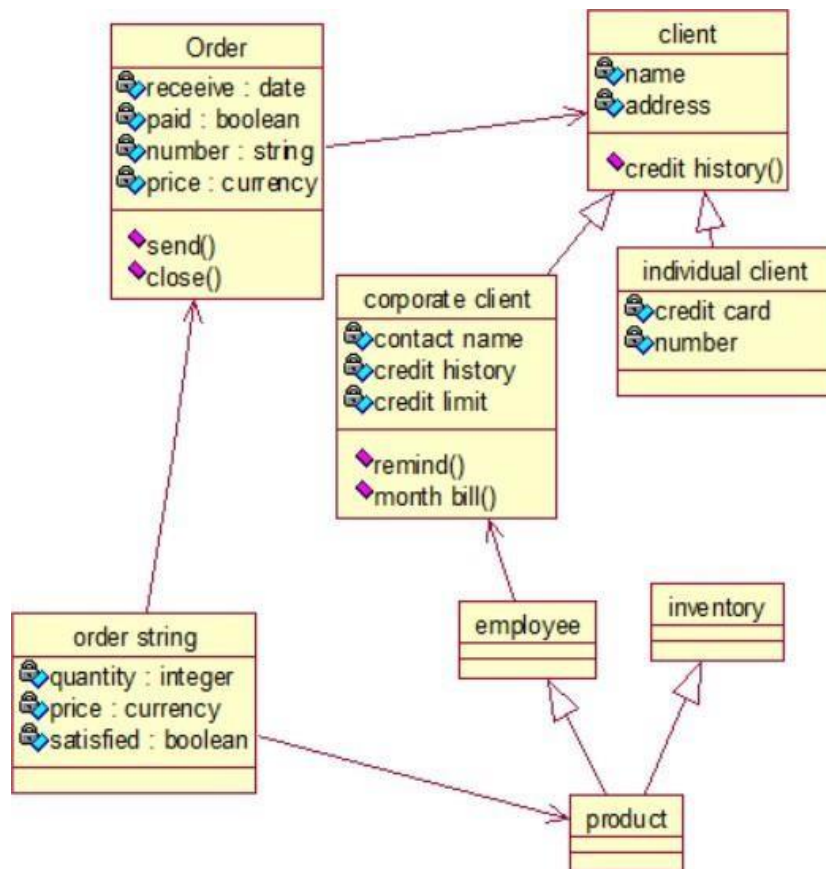 Order
receeive : date
paid : boolean
number : string
price : currency
send()
close()
client
name
address
credit history()
corporate client
contact name
credit history
credit limit
remind()
month bill()
individual client
credit card
number
order string
quantity : integer
price : currency
satisfied : boolean
employee
inventory
product